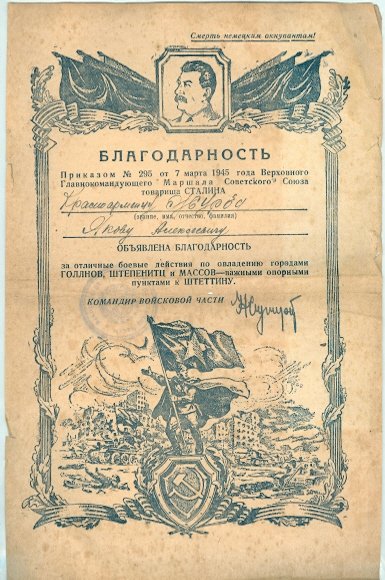 Смерть немецким оккупантам!
БЛАГОДАРНОСТЬ
Приказом № 295 от 7 марта 1945 года Верховного
Главнокомандующего Маршала Советского Союза
товарища СТАЛИНА
Красноармейцу
(звание, имя, отчество, фамилия)
Якову Алексеевичу
ОБЪЯВЛЕНА БЛАГОДАРНОСТЬ
за отличные боевые действия по овладению городами
ГОЛЛНОВ, ШТЕПЕНИТЦ и МАССОВ—важными опорными
пунктами к ШТЕТТИНУ.
КОМАНДИР ВОЙСКОВОЙ ЧАСТИ